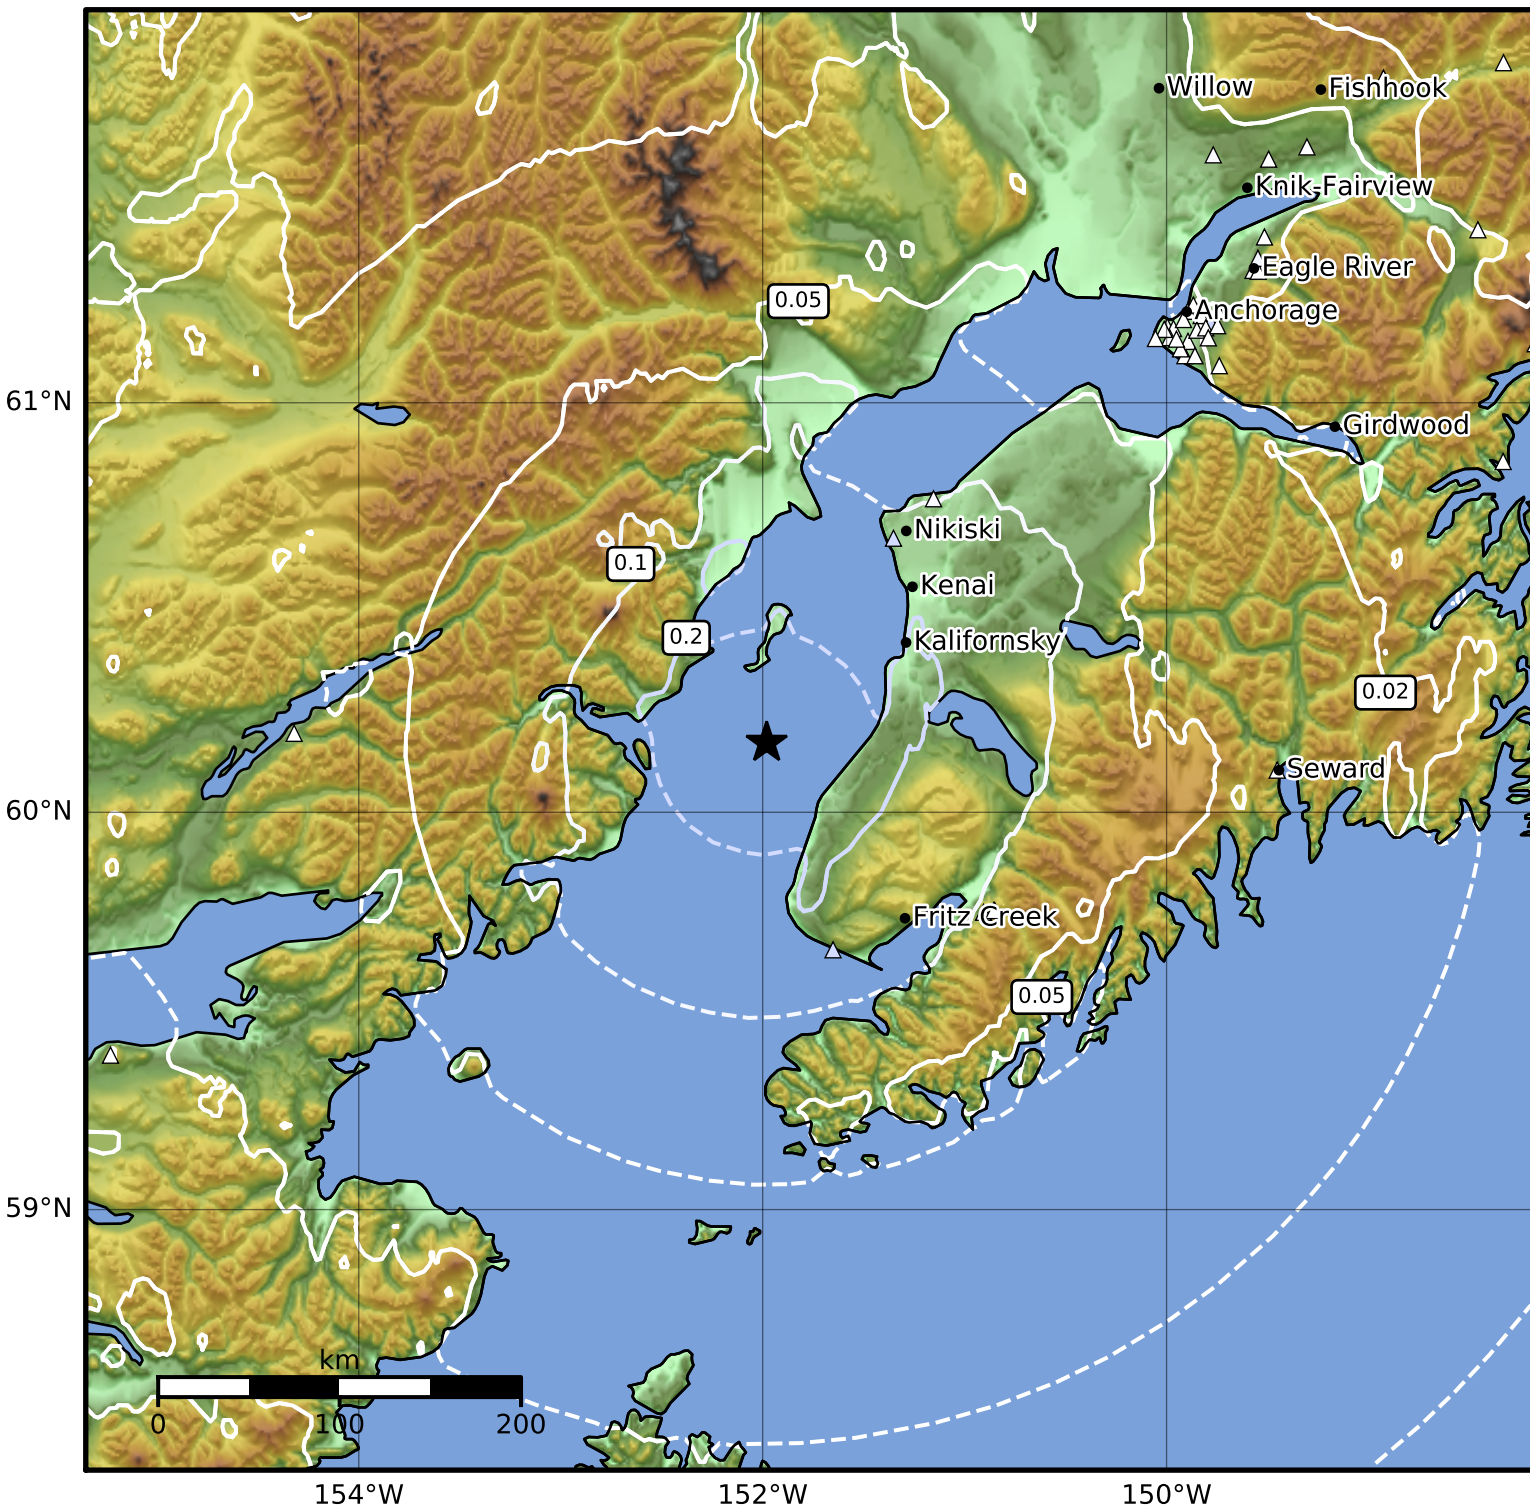 Willow
Fishhook
Knik-Fairview
Eagle River
0.05
Anchorage
61°N
Girdwood
Nikiski
0.1
Kenai
0.2
Kalifornsky
0.02
Seward
60°N
Fritz Creek
0.05
59°N
km
0 100 200
154°W 152°W 150°W